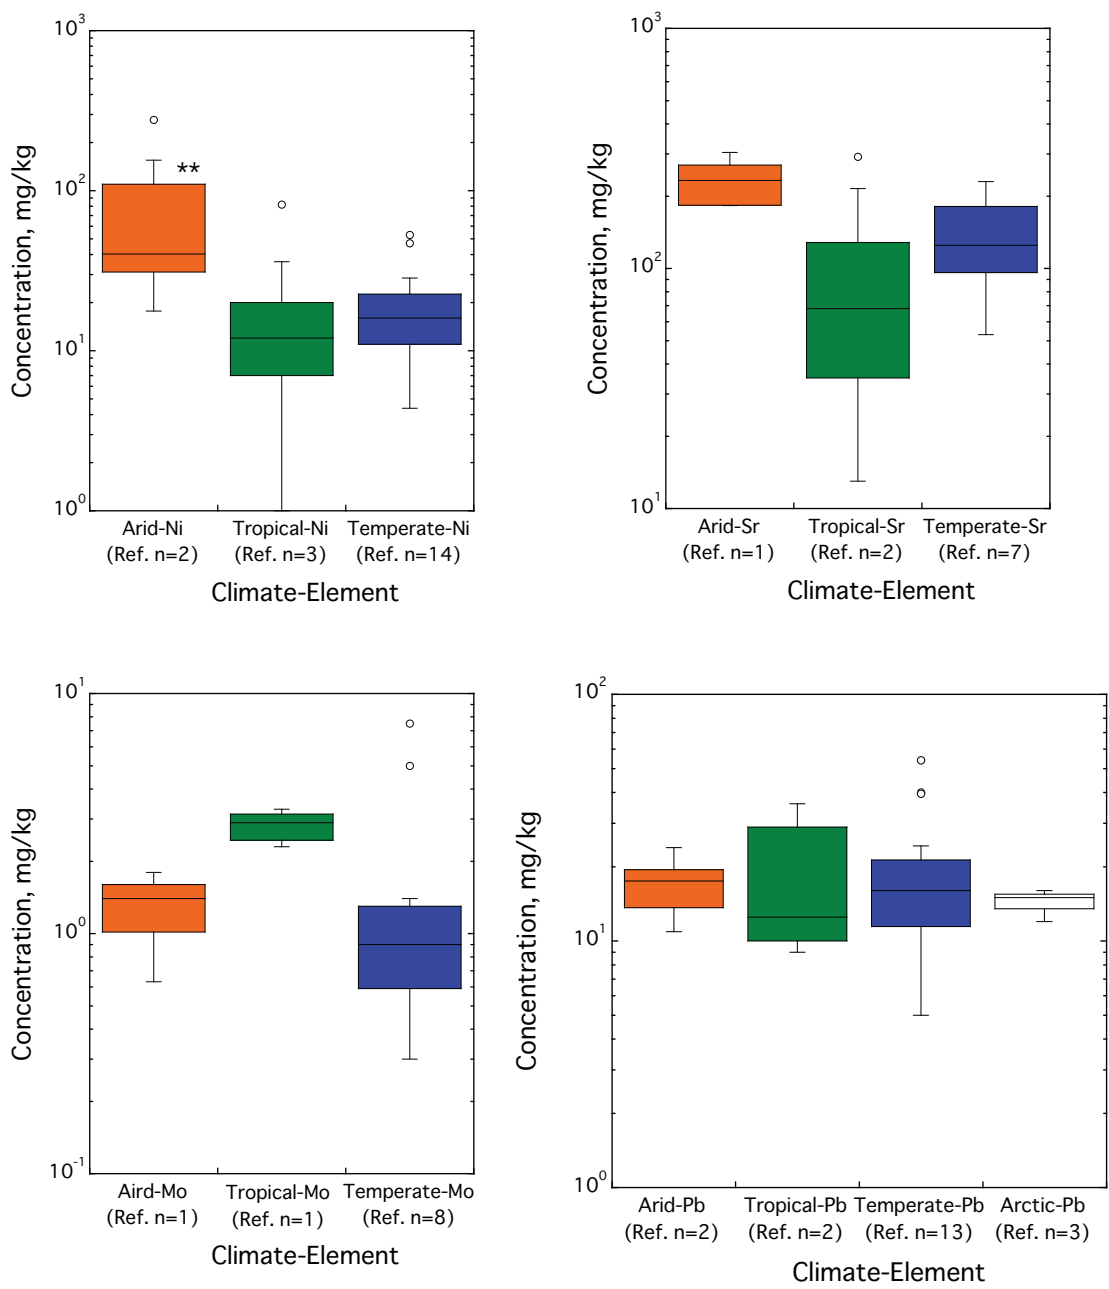 Concentration, mg/kg
10³
10²
10¹
10⁰
**
Arid-Ni
(Ref. n=2)
Tropical-Ni
(Ref. n=3)
Temperate-Ni
(Ref. n=14)
Climate-Element
Concentration, mg/kg
10³
10²
10¹
Arid-Sr
(Ref. n=1)
Tropical-Sr
(Ref. n=2)
Temperate-Sr
(Ref. n=7)
Climate-Element
Concentration, mg/kg
10¹
10⁰
10⁻¹
Aird-Mo
(Ref. n=1)
Tropical-Mo
(Ref. n=1)
Temperate-Mo
(Ref. n=8)
Climate-Element
Concentration, mg/kg
10²
10¹
10⁰
Arid-Pb
(Ref. n=2)
Tropical-Pb
(Ref. n=2)
Temperate-Pb
(Ref. n=13)
Arctic-Pb
(Ref. n=3)
Climate-Element